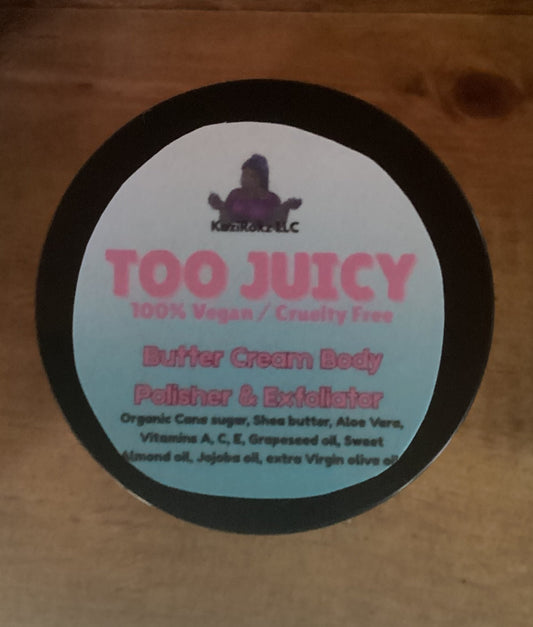 KuziRokz LLC
TOO JUICY
100% Vegan / Cruelty Free
Butter Cream Body
Polisher & Exfoliator
Organic Cane sugar, Shea butter, Aloe Vera,
Vitamins A, C, E, Grapeseed oil, Sweet
Almond oil, Jojoba oil, extra Virgin olive oil